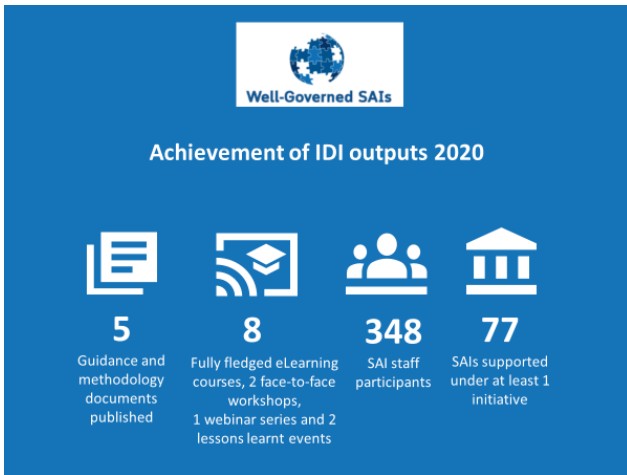 Well-Governed SAIs
Achievement of IDI outputs 2020
5
Guidance and
methodology
documents
published
8
Fully fledged eLearning
courses, 2 face-to-face
workshops,
1 webinar series and 2
lessons learnt events
348
SAI staff
participants
77
SAIs supported
under at least 1
initiative